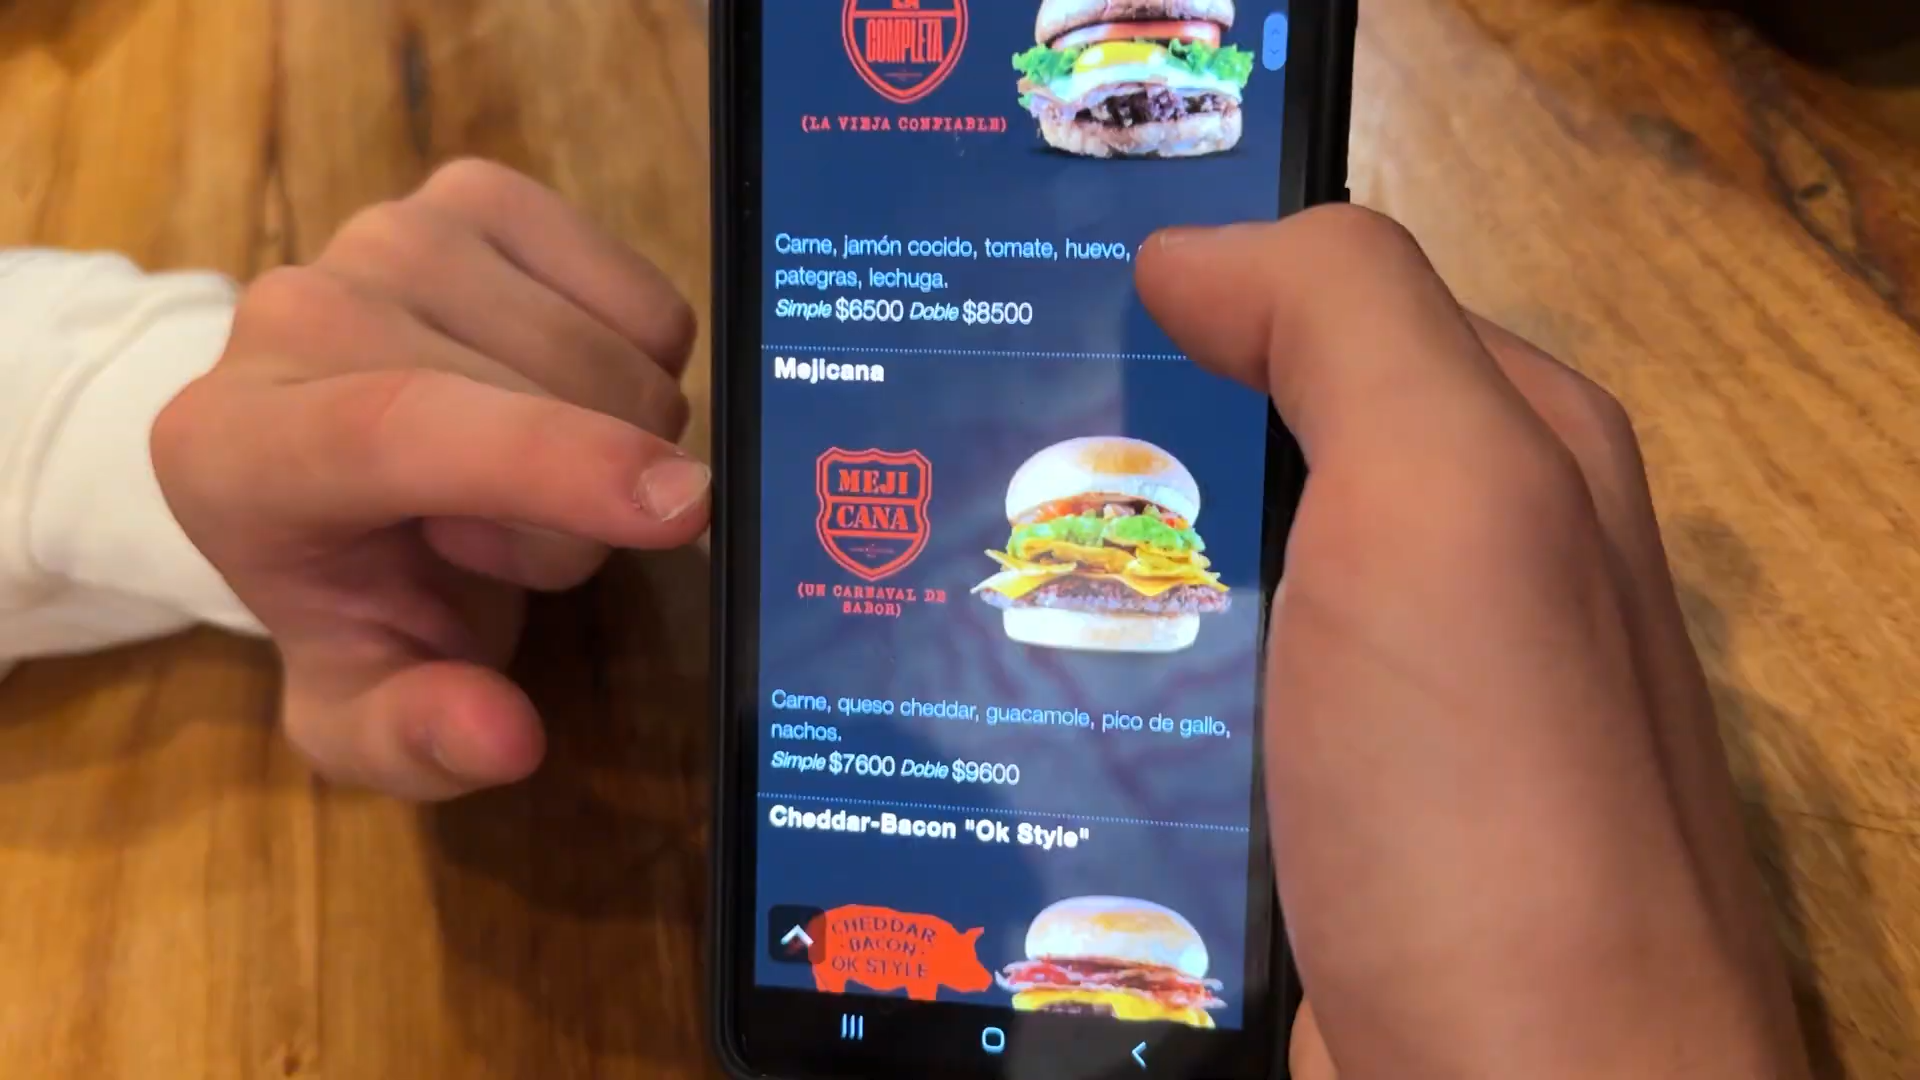 LA
COMPLETA
(LA VIEJA CONFIABLE)
Carne, jamón cocido, tomate, huevo,
pategras, lechuga.
Simple $6500 Doble $8500
Mejicana
MEJI
CANA
(UN CARNAVAL DE
SABOR)
Carne, queso cheddar, guacamole, pico de gallo,
nachos.
Simple $7600 Doble $9600
Cheddar-Bacon "Ok Style"
CHEDDAR
-BACON-
OK STYLE